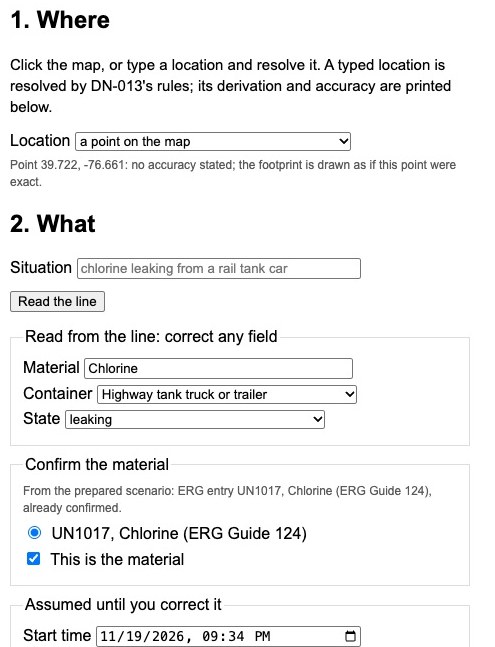 1. Where
Click the map, or type a location and resolve it. A typed location is
resolved by DN-013's rules; its derivation and accuracy are printed
below.
Location a point on the map
Point 39.722, -76.661: no accuracy stated; the footprint is drawn as if this point were
exact.
2. What
Situation chlorine leaking from a rail tank car
Read the line
Read from the line: correct any field
Material Chlorine
Container Highway tank truck or trailer
State leaking
Confirm the material
From the prepared scenario: ERG entry UN1017, Chlorine (ERG Guide 124),
already confirmed.
UN1017, Chlorine (ERG Guide 124)
This is the material
Assumed until you correct it
Start time 11/19/2026, 09:34 PM